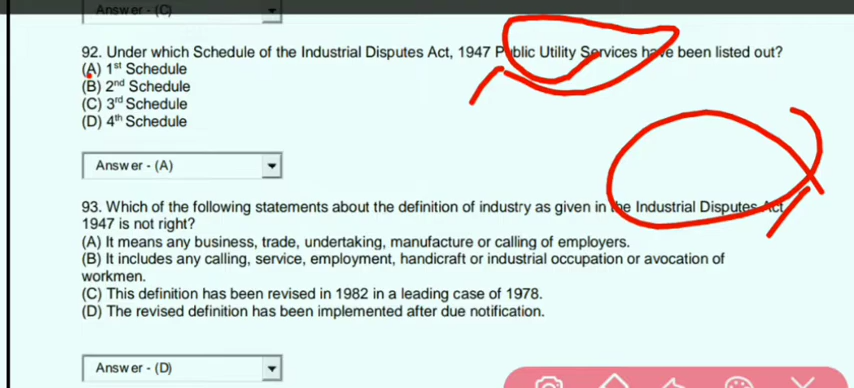 Answer - (C)
92. Under which Schedule of the Industrial Disputes Act, 1947 Public Utility Services have been listed out?
(A) 1st Schedule
(B) 2nd Schedule
(C) 3rd Schedule
(D) 4th Schedule
Answer - (A)
93. Which of the following statements about the definition of industry as given in the Industrial Disputes Act,
1947 is not right?
(A) It means any business, trade, undertaking, manufacture or calling of employers.
(B) It includes any calling, service, employment, handicraft or industrial occupation or avocation of
workmen.
(C) This definition has been revised in 1982 in a leading case of 1978.
(D) The revised definition has been implemented after due notification.
Answer - (D)